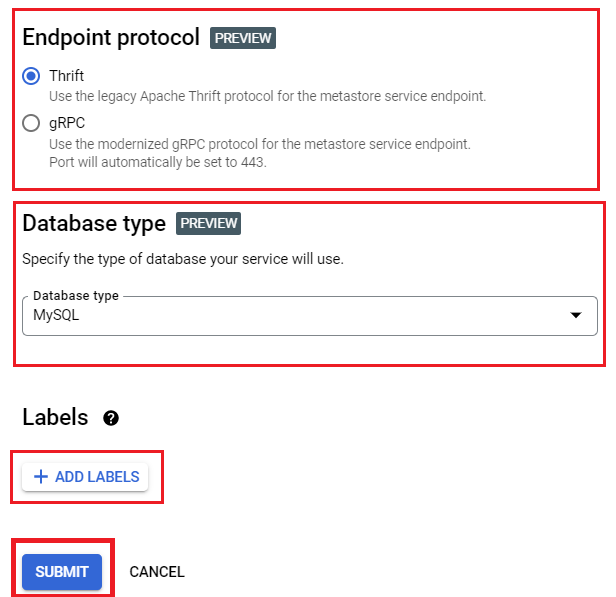 Endpoint protocol PREVIEW
Thrift
Use the legacy Apache Thrift protocol for the metastore service endpoint.
gRPC
Use the modernized gRPC protocol for the metastore service endpoint.
Port will automatically be set to 443.
Database type PREVIEW
Specify the type of database your service will use.
Database type
MySQL
Labels ?
+ ADD LABELS
SUBMIT CANCEL